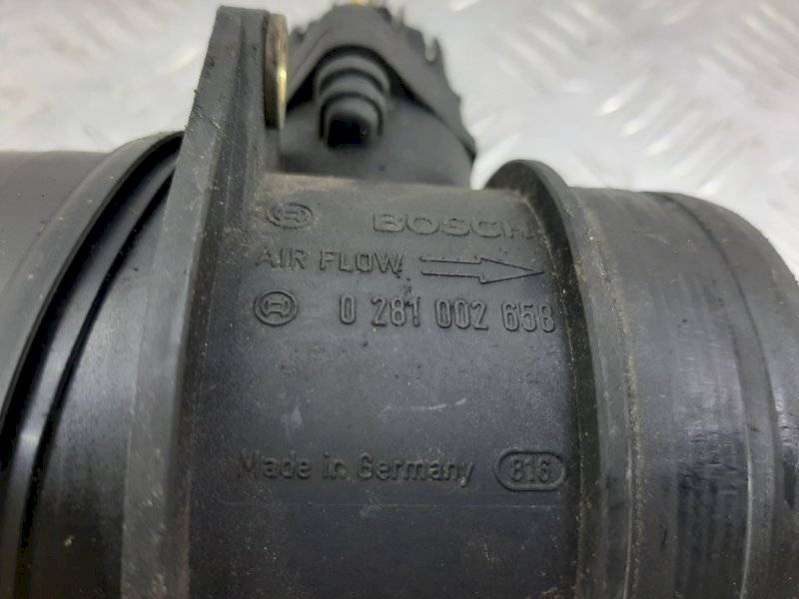 BOSCH
AIR FLOW
0 281 002 658
Made in Germany 816